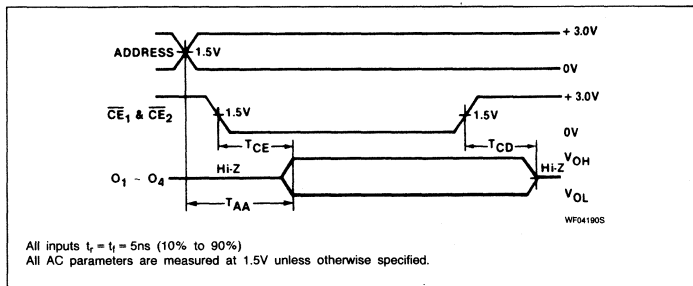 + 3.0V
ADDRESS 1.5V
0V
+ 3.0V
CE1 & CE2 1.5V
0V
TCE TCD
VOH
Hi-Z Hi-Z
O1 ~ O4
VOL
TAA
WF04190S
All inputs tr = tf = 5ns (10% to 90%)
All AC parameters are measured at 1.5V unless otherwise specified.